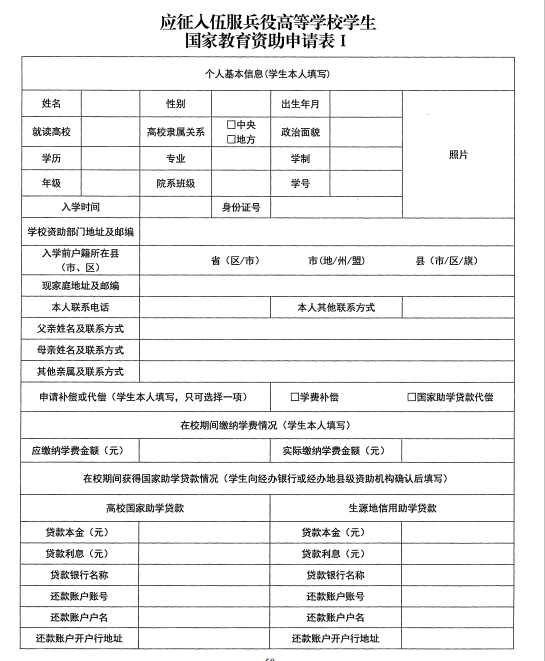 应征入伍服兵役高等学校学生
国家教育资助申请表 I
个人基本信息(学生本人填写)
姓名 性别 出生年月
就读高校 高校隶属关系 □中央 □地方 政治面貌 照片
学历 专业 学制
年级 院系班级 学号
入学时间 身份证号
学校资助部门地址及邮编
入学前户籍所在县
（市、区） 省（区/市） 市(地/州/盟) 县（市/区/旗）
现家庭地址及邮编
本人联系电话 本人其他联系方式
父亲姓名及联系方式
母亲姓名及联系方式
其他亲属及联系方式
申请补偿或代偿（学生本人填写，只可选择一项） □学费补偿 □国家助学贷款代偿
在校期间缴纳学费情况（学生本人填写）
应缴纳学费金额（元） 实际缴纳学费金额（元）
在校期间获得国家助学贷款情况（学生向经办银行或经办地县级资助机构确认后填写）
高校国家助学贷款 生源地信用助学贷款
贷款本金（元） 贷款本金（元）
贷款利息（元） 贷款利息（元）
贷款银行名称 贷款银行名称
还款账户账号 还款账户账号
还款账户户名 还款账户户名
还款账户开户行地址 还款账户开户行地址